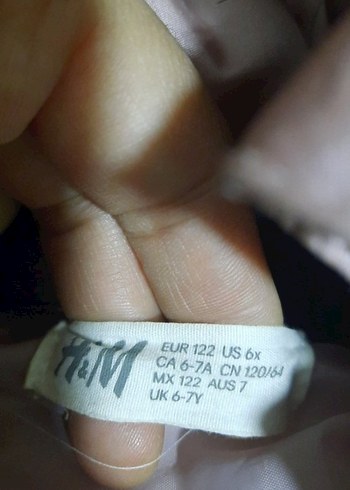 H&M
EUR 122 US 6x
CA 6-7A CN 120/64
MX 122 AUS 7
UK 6-7Y